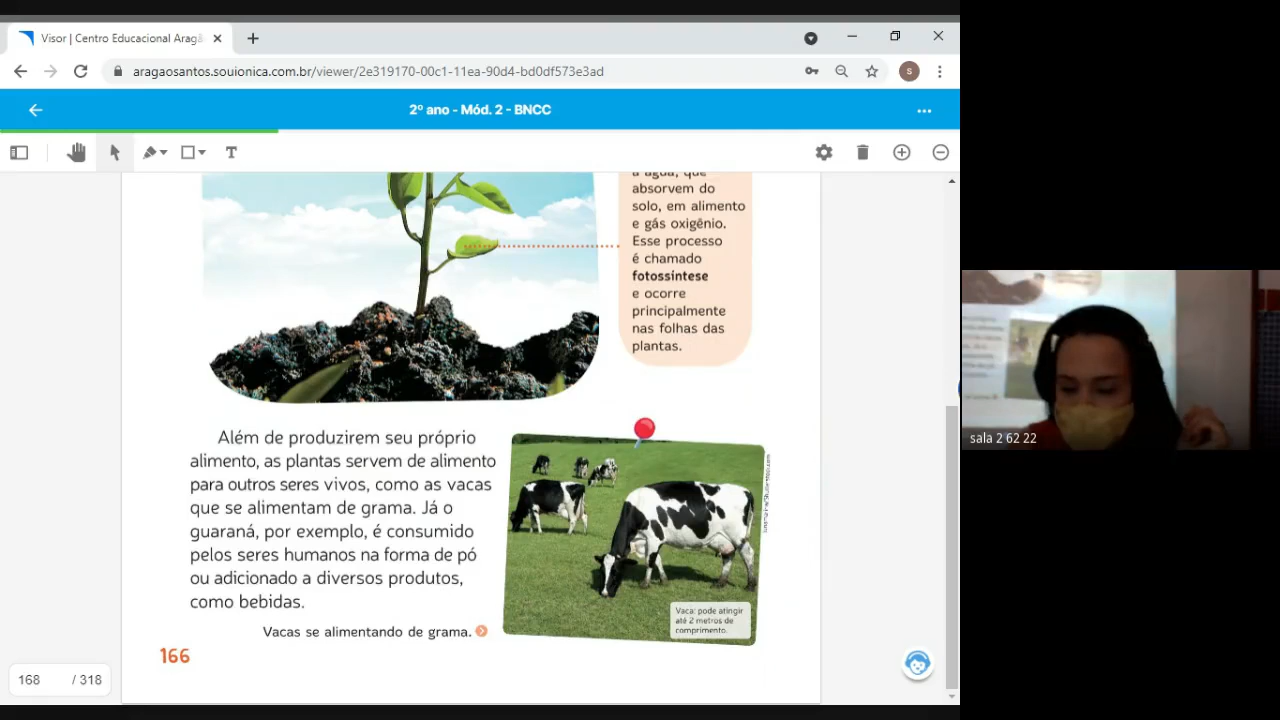 Visor | Centro Educacional Aragã
aragaosantos.souionica.com.br/viewer/2e319170-00c1-11ea-90d4-bd0df573e3ad
S
2º ano - Mód. 2 - BNCC
T
a água, que
absorvem do
solo, em alimento
e gás oxigênio.
Esse processo
é chamado
fotossíntese
e ocorre
principalmente
nas folhas das
plantas.
Além de produzirem seu próprio
alimento, as plantas servem de alimento
para outros seres vivos, como as vacas
que se alimentam de grama. Já o
guaraná, por exemplo, é consumido
pelos seres humanos na forma de pó
ou adicionado a diversos produtos,
como bebidas.
Vacas se alimentando de grama.
Vaca: pode atingir
até 2 metros de
comprimento.
166
168 / 318
sala 2 62 22